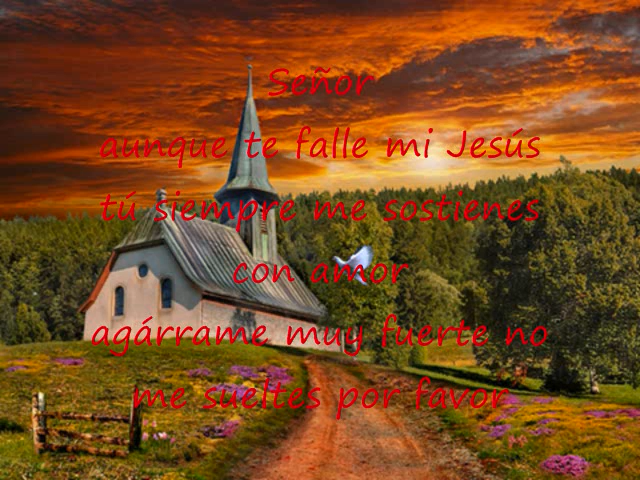 Señor
aunque te falle mi Jesús
tú siempre me sostienes
con amor
agárrame muy fuerte no
me sueltes por favor